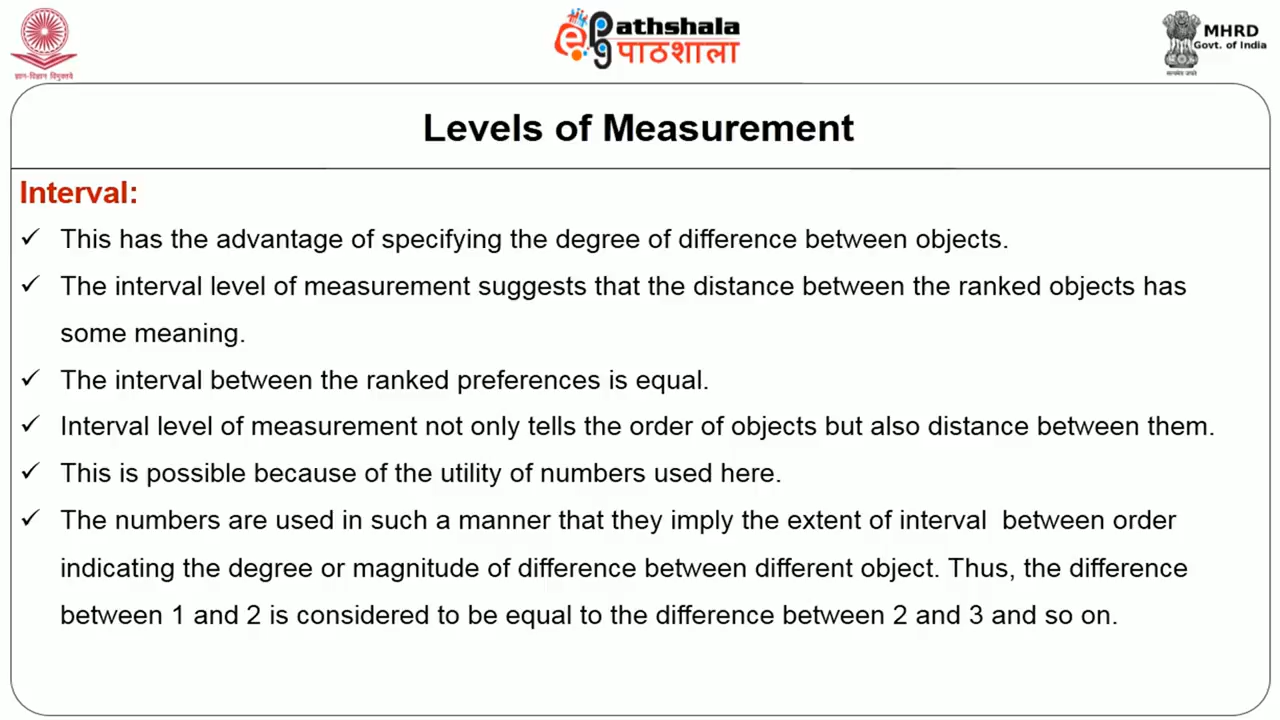 ज्ञान-विज्ञान विमुक्तये
ePG Pathshala
पाठशाला
MHRD
Govt. of India
सत्यमेव जयते
Levels of Measurement
Interval:
✓ This has the advantage of specifying the degree of difference between objects.
✓ The interval level of measurement suggests that the distance between the ranked objects has
some meaning.
✓ The interval between the ranked preferences is equal.
✓ Interval level of measurement not only tells the order of objects but also distance between them.
✓ This is possible because of the utility of numbers used here.
✓ The numbers are used in such a manner that they imply the extent of interval  between order
indicating the degree or magnitude of difference between different object. Thus, the difference
between 1 and 2 is considered to be equal to the difference between 2 and 3 and so on.